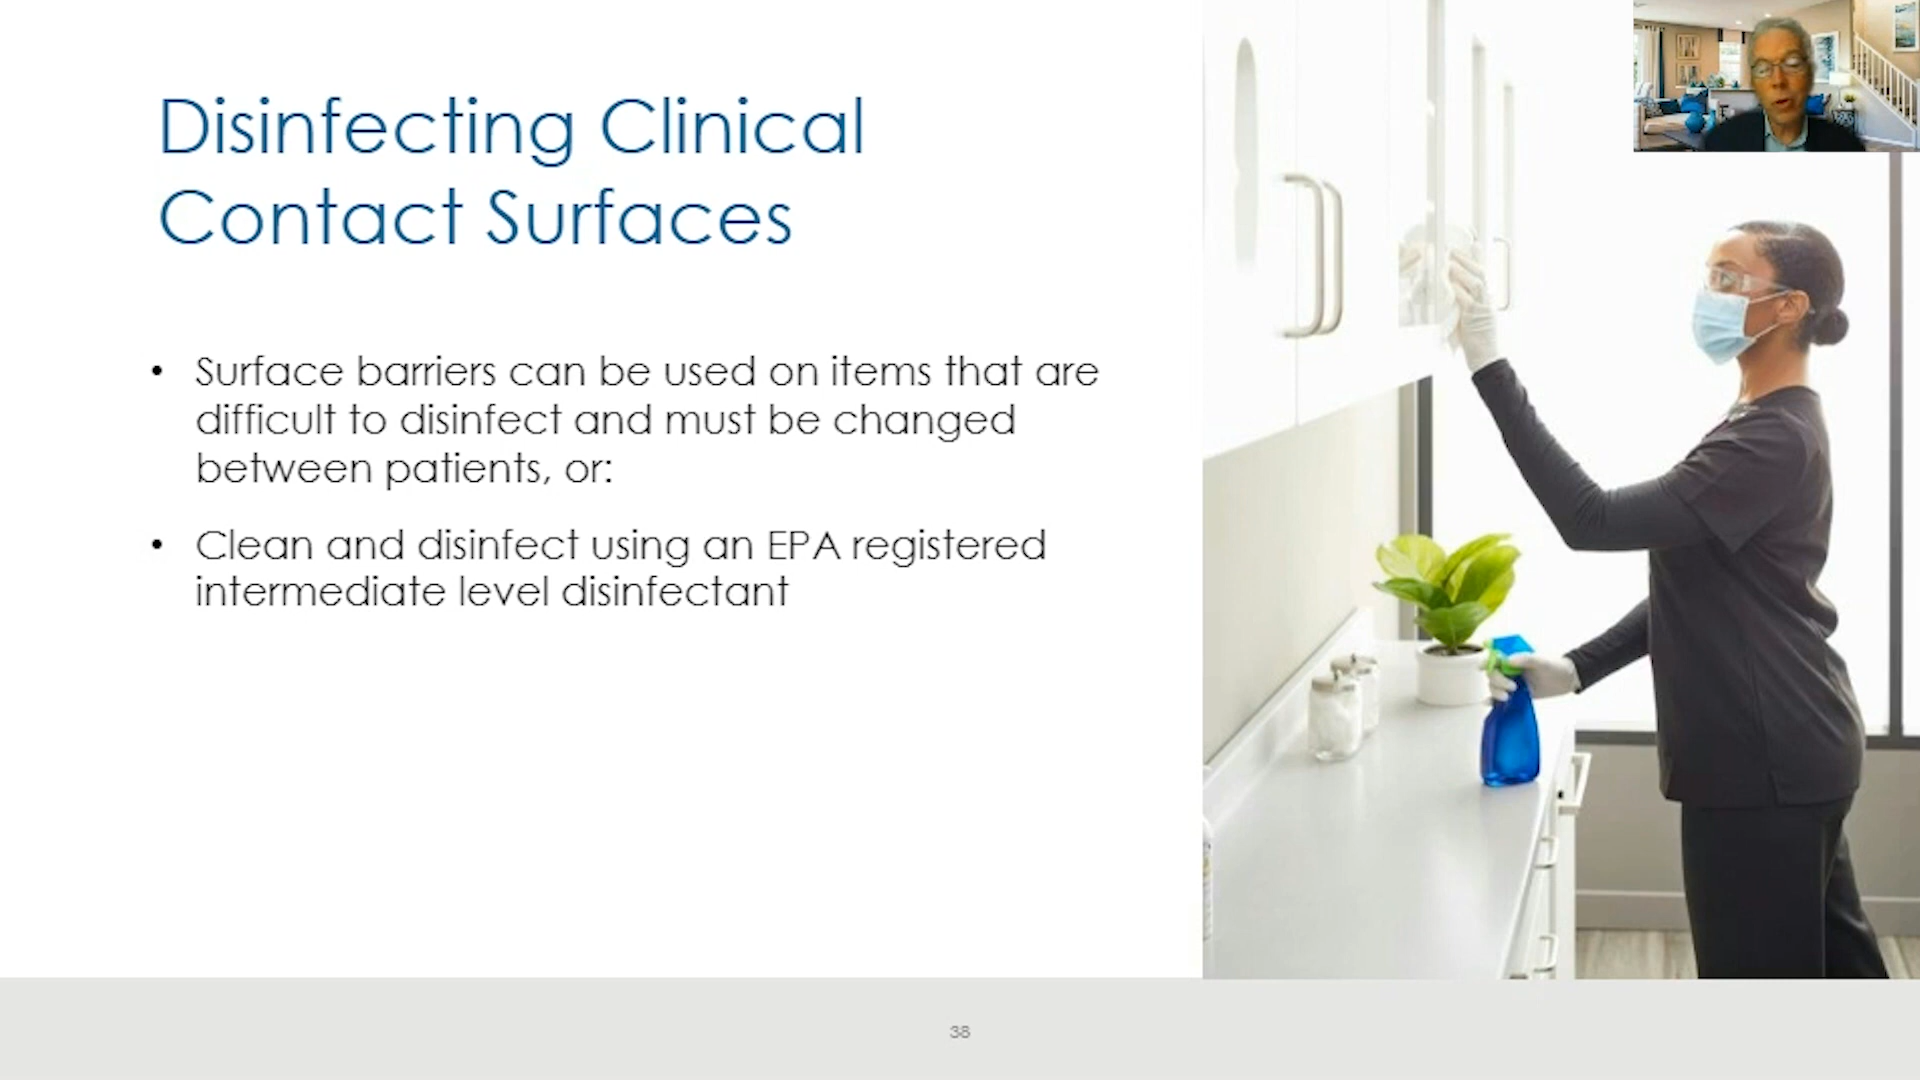 Disinfecting Clinical
Contact Surfaces
• Surface barriers can be used on items that are
difficult to disinfect and must be changed
between patients, or:
• Clean and disinfect using an EPA registered
intermediate level disinfectant
38